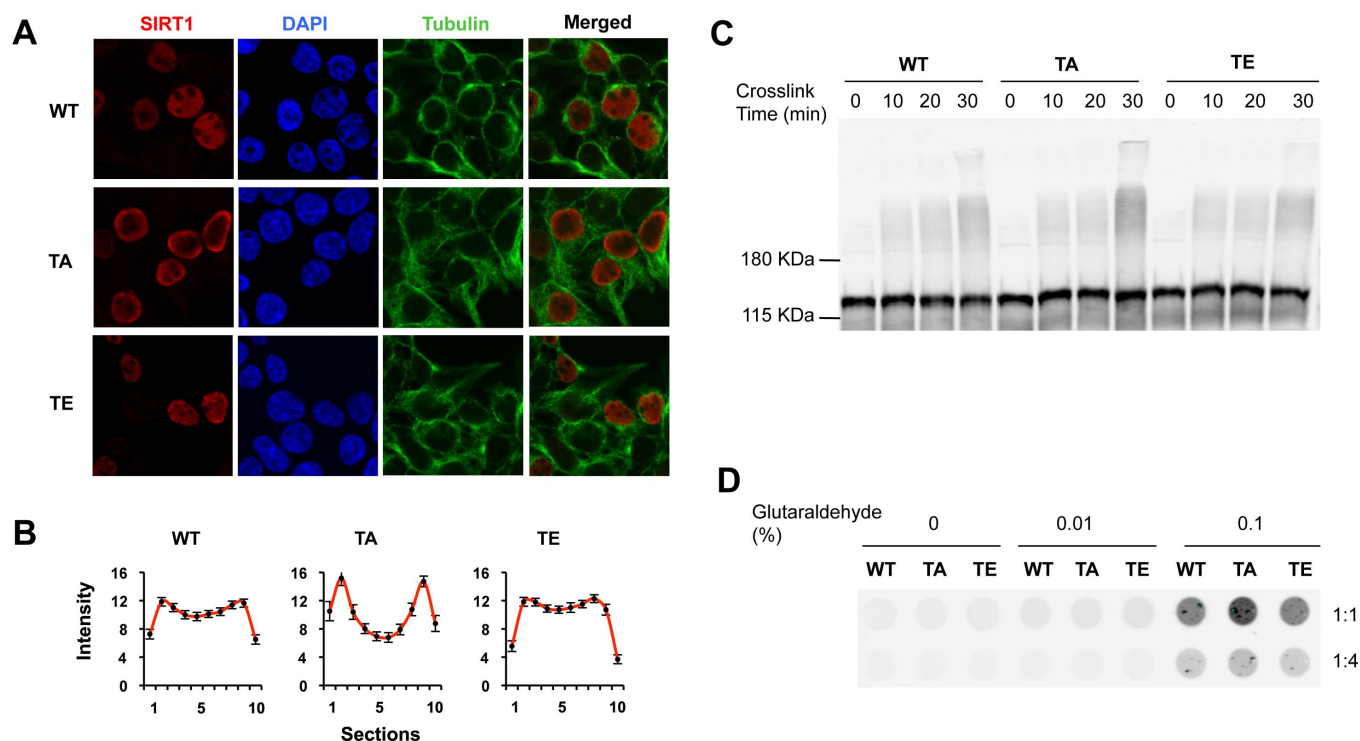 A
SIRT1 DAPI Tubulin Merged
WT
TA
TE
B
WT TA TE
Intensity
16 16 16
12 12 12
8 8 8
4 4 4
0 0 0
1 5 10 1 5 10 1 5 10
Sections
C
WT TA TE
Crosslink
Time (min)
0 10 20 30 0 10 20 30 0 10 20 30
180 KDa
115 KDa
D
Glutaraldehyde
(%)
0 0.01 0.1
WT TA TE WT TA TE WT TA TE
1:1
1:4